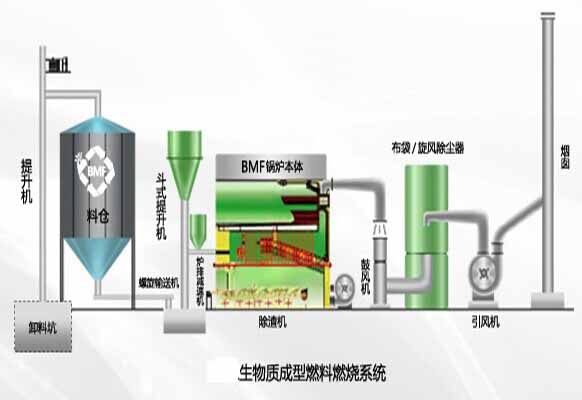 提升机
BMF
料仓
卸料坑
螺旋输送机
斗式提升机
炉排减速机
BMF锅炉本体
除渣机
鼓风机
布袋/旋风除尘器
引风机
烟囱
生物质成型燃料燃烧系统